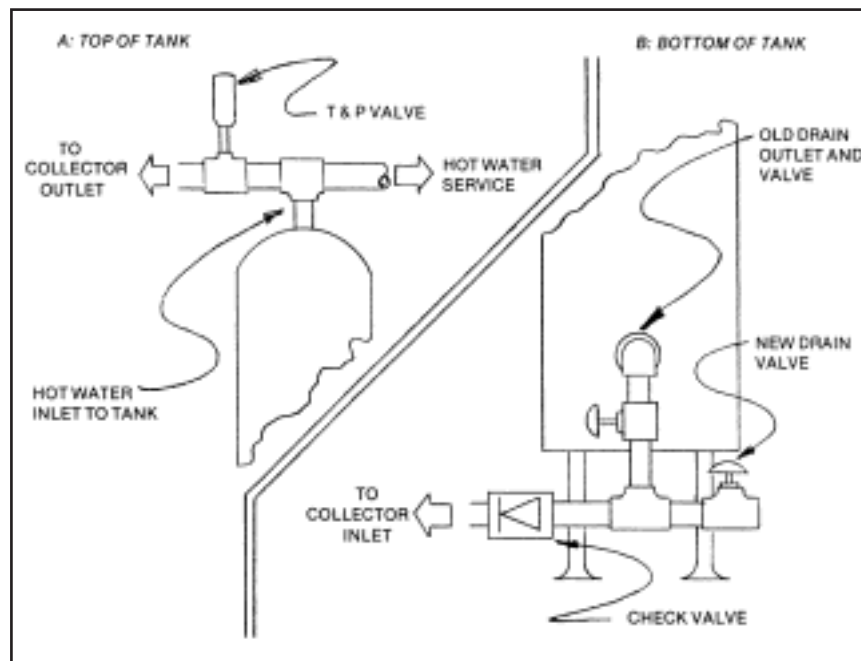 A: TOP OF TANK
T & P VALVE
TO
COLLECTOR
OUTLET
HOT WATER
SERVICE
HOT WATER
INLET TO TANK
B: BOTTOM OF TANK
OLD DRAIN
OUTLET AND
VALVE
NEW DRAIN
VALVE
TO
COLLECTOR
INLET
CHECK VALVE